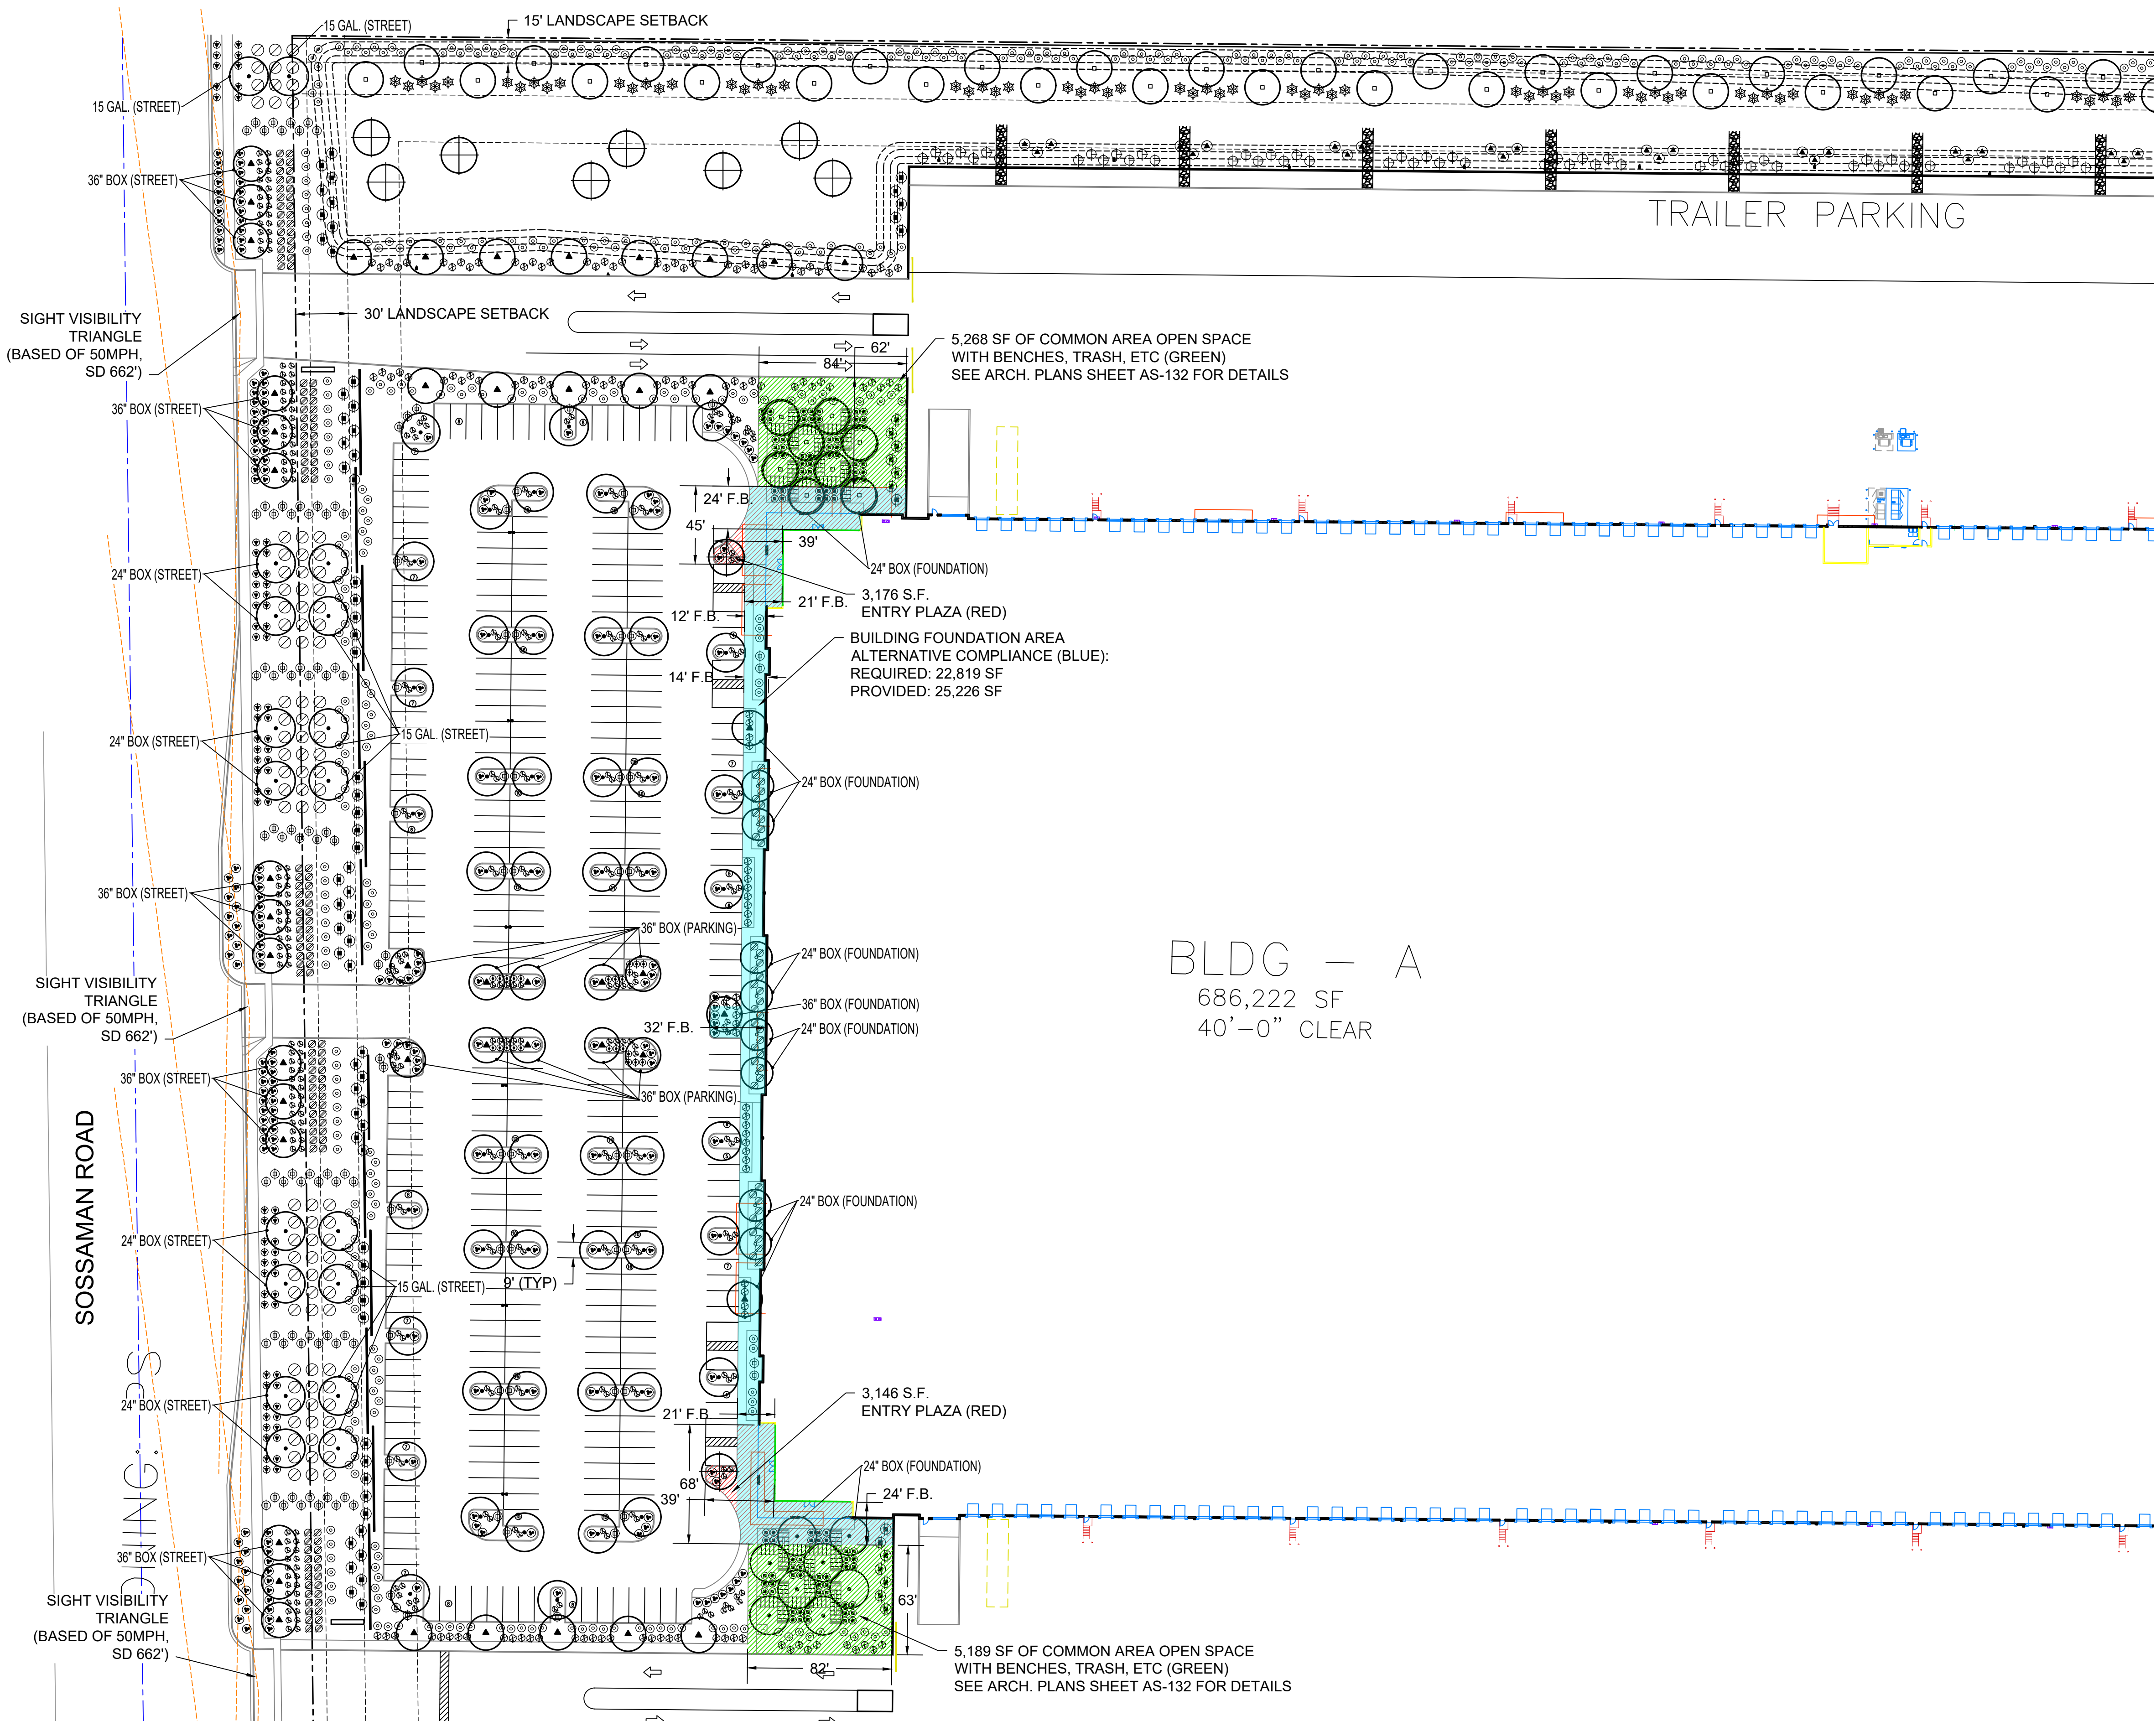 15 GAL. (STREET)
15' LANDSCAPE SETBACK
15 GAL. (STREET)
36" BOX (STREET)
TRAILER PARKING
SIGHT VISIBILITY
TRIANGLE
(BASED OF 50MPH,
SD 662')
30' LANDSCAPE SETBACK
62'
84'
5,268 SF OF COMMON AREA OPEN SPACE
WITH BENCHES, TRASH, ETC (GREEN)
SEE ARCH. PLANS SHEET AS-132 FOR DETAILS
36" BOX (STREET)
24' F.B.
45'
39'
24" BOX (FOUNDATION)
24" BOX (STREET)
21' F.B.
3,176 S.F.
ENTRY PLAZA (RED)
12' F.B.
BUILDING FOUNDATION AREA
ALTERNATIVE COMPLIANCE (BLUE):
REQUIRED: 22,819 SF
PROVIDED: 25,226 SF
14' F.B.
24" BOX (STREET)
15 GAL. (STREET)
24" BOX (FOUNDATION)
36" BOX (STREET)
36" BOX (PARKING)
24" BOX (FOUNDATION)
BLDG - A
686,222 SF
40'-0" CLEAR
SIGHT VISIBILITY
TRIANGLE
(BASED OF 50MPH,
SD 662')
36" BOX (FOUNDATION)
32' F.B.
24" BOX (FOUNDATION)
36" BOX (STREET)
36" BOX (PARKING)
SOSSAMAN ROAD
24" BOX (FOUNDATION)
24" BOX (STREET)
15 GAL. (STREET)
9' (TYP)
24" BOX (STREET)
21' F.B.
3,146 S.F.
ENTRY PLAZA (RED)
24" BOX (FOUNDATION)
68'
39'
24' F.B.
36" BOX (STREET)
SIGHT VISIBILITY
TRIANGLE
(BASED OF 50MPH,
SD 662')
63'
82'
5,189 SF OF COMMON AREA OPEN SPACE
WITH BENCHES, TRASH, ETC (GREEN)
SEE ARCH. PLANS SHEET AS-132 FOR DETAILS